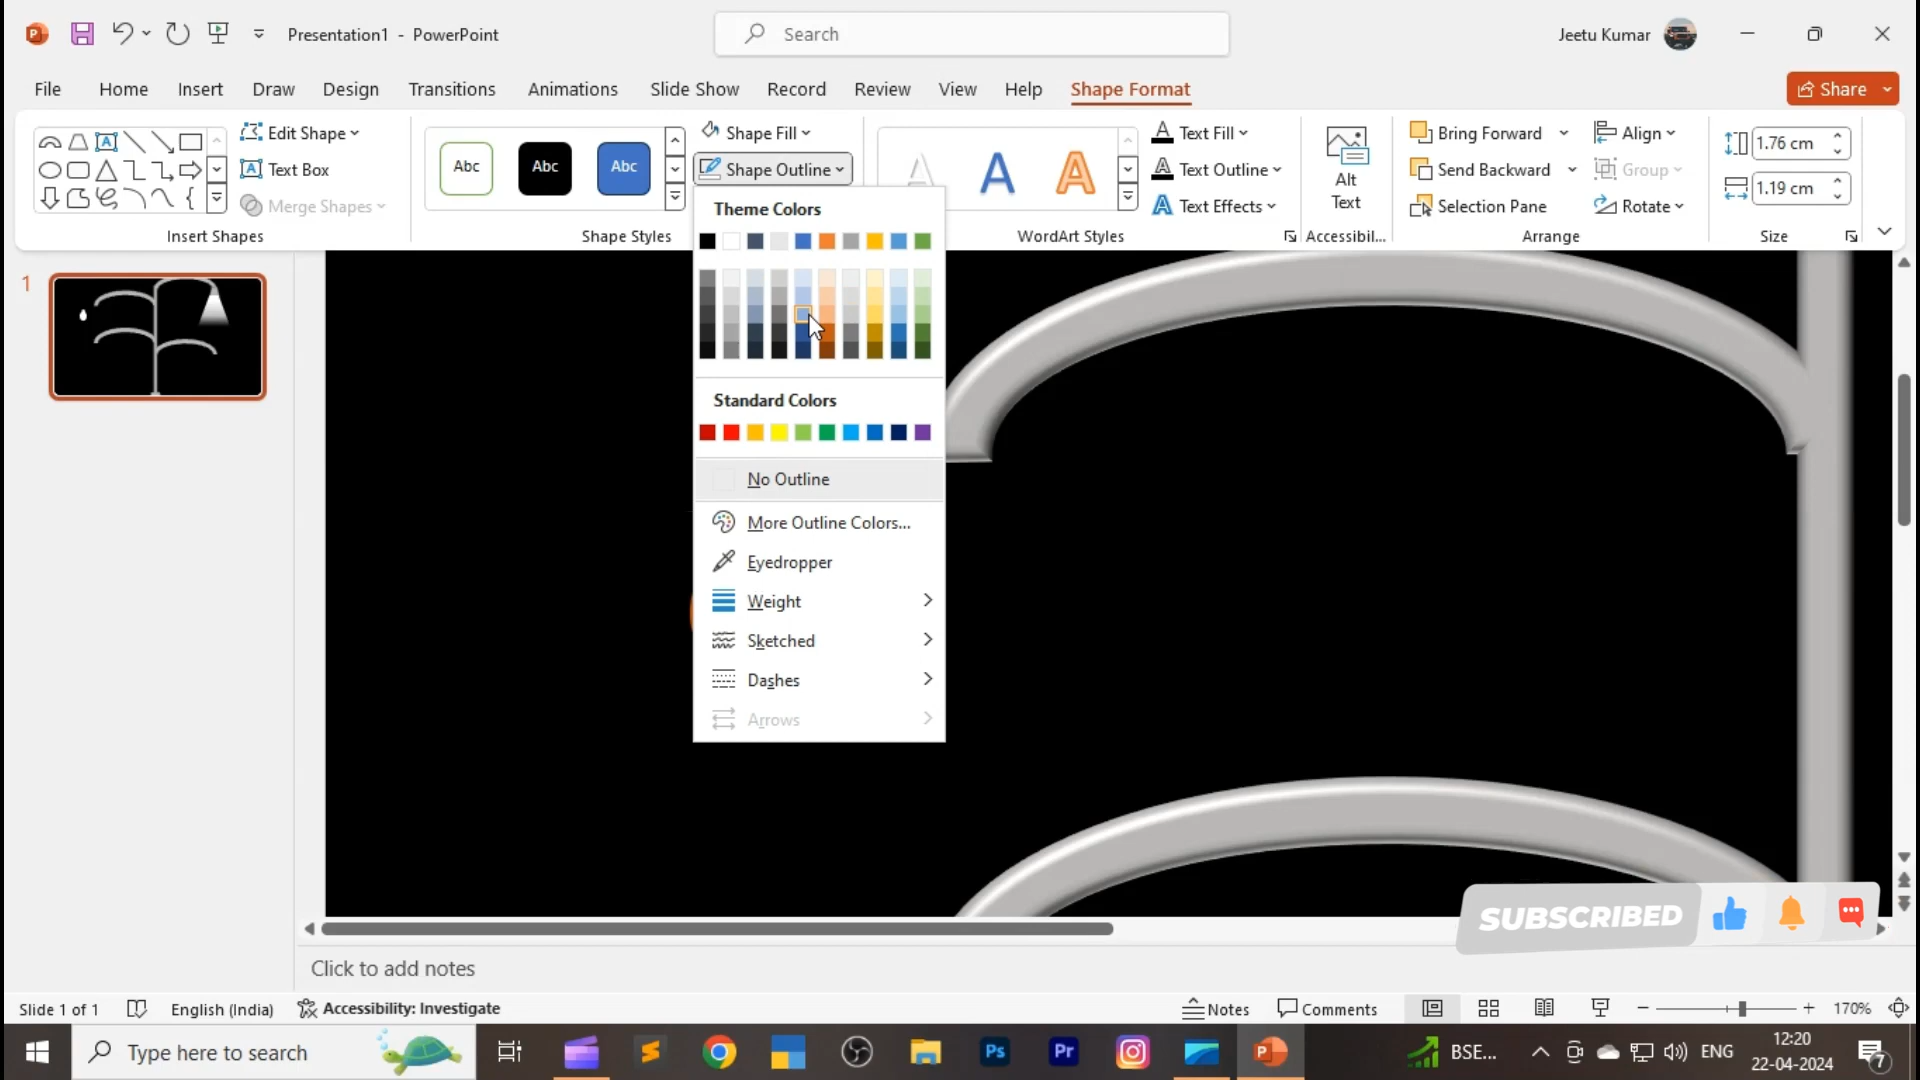 Presentation1 - PowerPoint
Search
Jeetu Kumar
File Home Insert Draw Design Transitions Animations Slide Show Record Review View Help Shape Format
Share
Edit Shape
Text Box
Merge Shapes
Insert Shapes
Abc Abc Abc
Shape Fill
Shape Outline
Shape Styles
Text Fill
Text Outline
Text Effects
WordArt Styles
Alt
Text
Accessibil...
Bring Forward
Send Backward
Selection Pane
Align
Group
Rotate
Arrange
1.76 cm
1.19 cm
Size
Theme Colors
Standard Colors
No Outline
More Outline Colors...
Eyedropper
Weight
Sketched
Dashes
Arrows
1
SUBSCRIBED
Click to add notes
Slide 1 of 1
English (India)
Accessibility: Investigate
Notes
Comments
170%
Type here to search
Ps
Pr
BSE...
ENG
12:20
22-04-2024
7